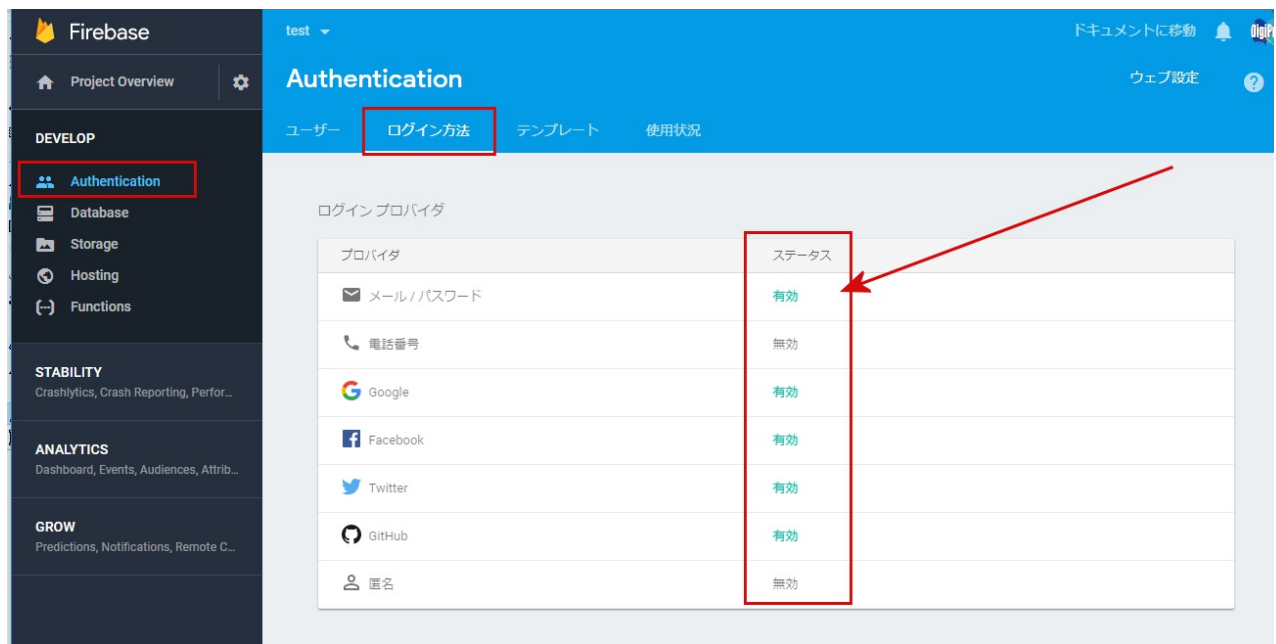 Firebase
test
ドキュメントに移動
Project Overview
Authentication
ウェブ設定
ユーザー
ログイン方法
テンプレート
使用状況
DEVELOP
Authentication
Database
Storage
Hosting
Functions
STABILITY
Crashlytics, Crash Reporting, Perfor...
ANALYTICS
Dashboard, Events, Audiences, Attrib...
GROW
Predictions, Notifications, Remote C...
ログイン プロバイダ
プロバイダ ステータス
メール / パスワード 有効
電話番号 無効
Google 有効
Facebook 有効
Twitter 有効
GitHub 有効
匿名 無効